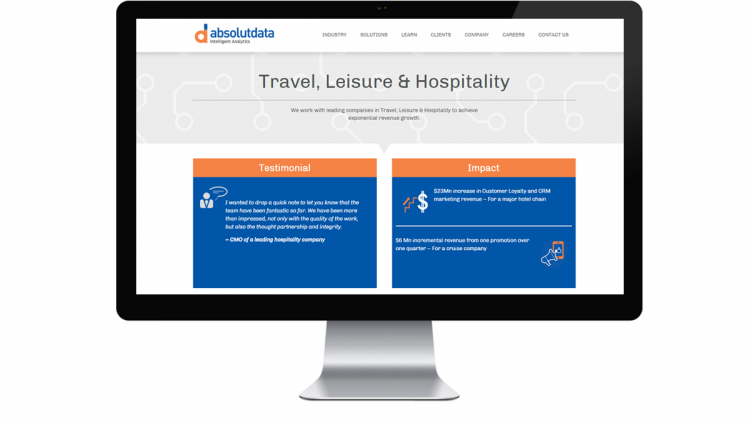 absolutdata
Intelligent Analytics
INDUSTRY SOLUTIONS LEARN CLIENTS COMPANY CAREERS CONTACT US
Travel, Leisure & Hospitality
We work with leading companies in Travel, Leisure & Hospitality to achieve
exponential revenue growth
Testimonial
I wanted to drop a quick note to let you know that the
team have been fantastic so far. We have been more
than impressed, not only with the quality of the work,
but also the thought partnership and integrity.
~ CMO of a leading hospitality company
Impact
$23Mn increase in Customer Loyalty and CRM
marketing revenue – For a major hotel chain
$6 Mn incremental revenue from one promotion over
one quarter – For a cruise company